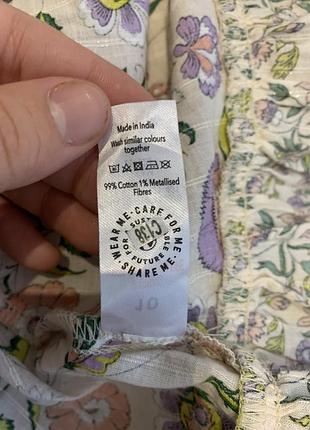 Made in India
Wash similar colours
together
99% Cotton 1% Metallised
Fibres
WEAR ME • CARE FOR ME
SHARE ME
FUTURE
10